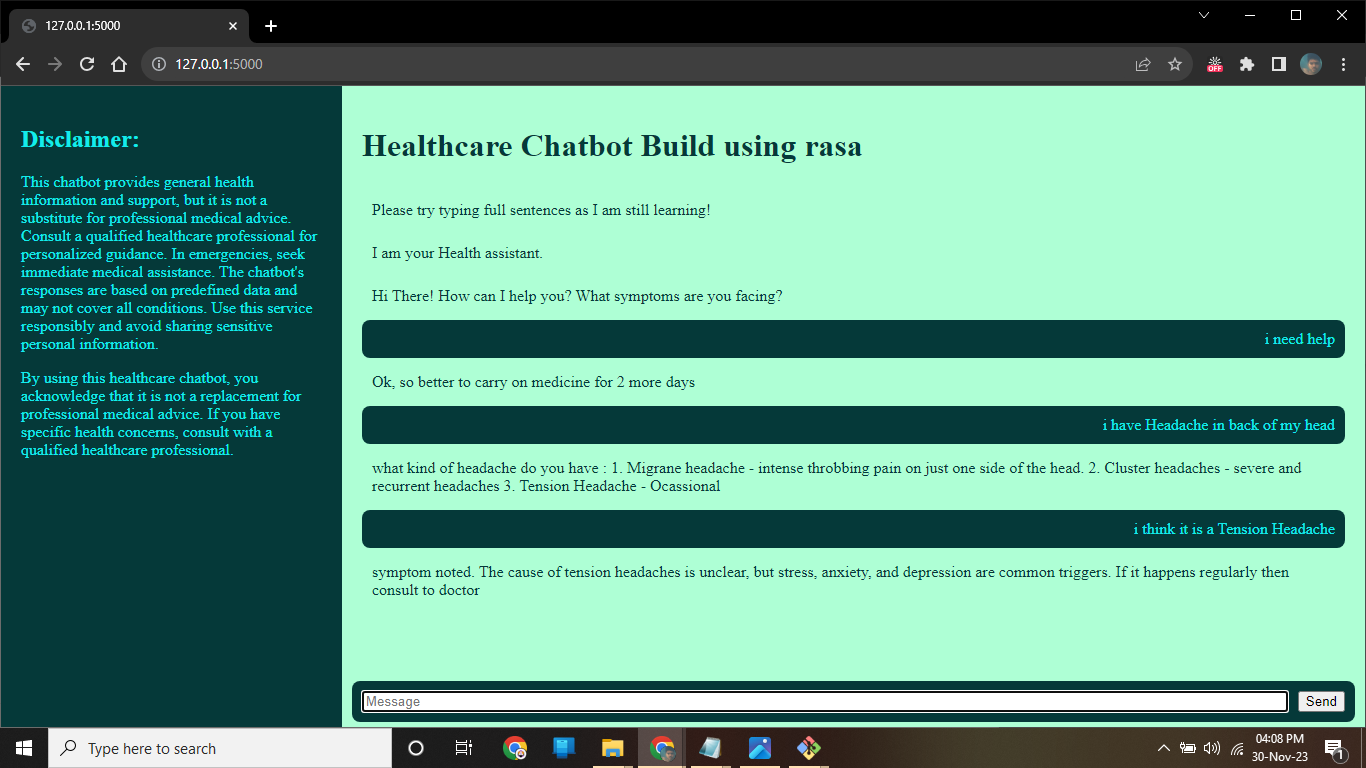 127.0.0.1:5000
127.0.0.1:5000
OFF
Disclaimer:
This chatbot provides general health
information and support, but it is not a
substitute for professional medical advice.
Consult a qualified healthcare professional for
personalized guidance. In emergencies, seek
immediate medical assistance. The chatbot's
responses are based on predefined data and
may not cover all conditions. Use this service
responsibly and avoid sharing sensitive
personal information.
By using this healthcare chatbot, you
acknowledge that it is not a replacement for
professional medical advice. If you have
specific health concerns, consult with a
qualified healthcare professional.
Healthcare Chatbot Build using rasa
Please try typing full sentences as I am still learning!
I am your Health assistant.
Hi There! How can I help you? What symptoms are you facing?
i need help
Ok, so better to carry on medicine for 2 more days
i have Headache in back of my head
what kind of headache do you have : 1. Migrane headache - intense throbbing pain on just one side of the head. 2. Cluster headaches - severe and
recurrent headaches 3. Tension Headache - Ocassional
i think it is a Tension Headache
symptom noted. The cause of tension headaches is unclear, but stress, anxiety, and depression are common triggers. If it happens regularly then
consult to doctor
Message
Send
Type here to search
04:08 PM
30-Nov-23
1